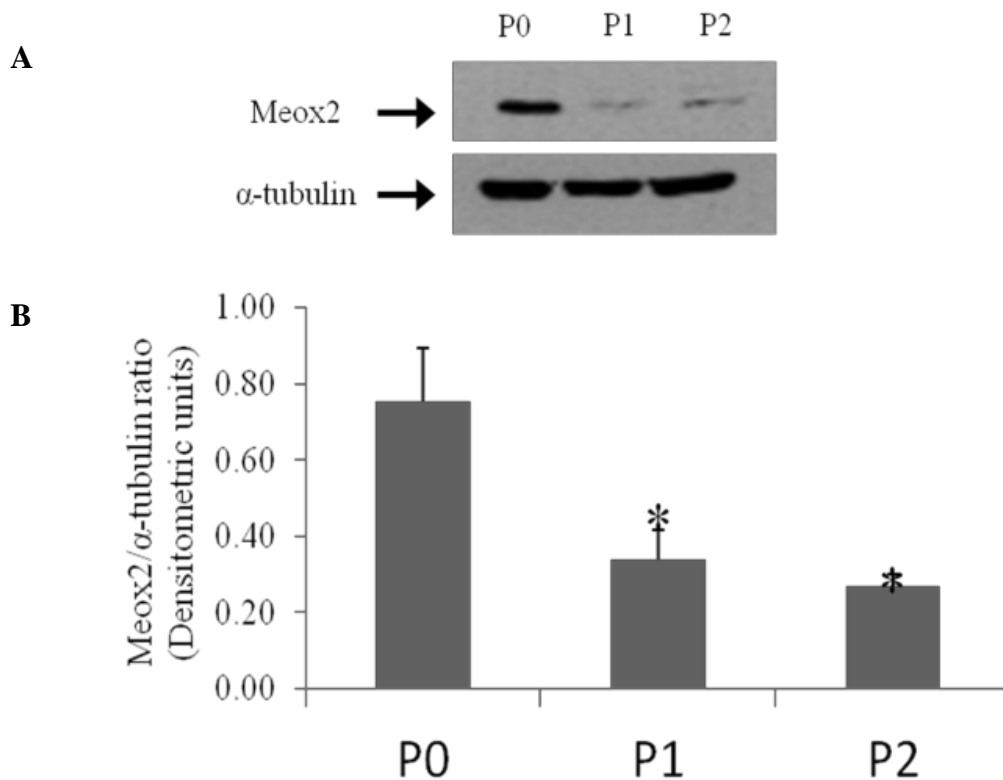 P0 P1 P2
A
Meox2
α-tubulin
B
Meox2/α-tubulin ratio
(Densitometric units)
1.00
0.80
0.60
0.40
0.20
0.00
*
*
P0 P1 P2